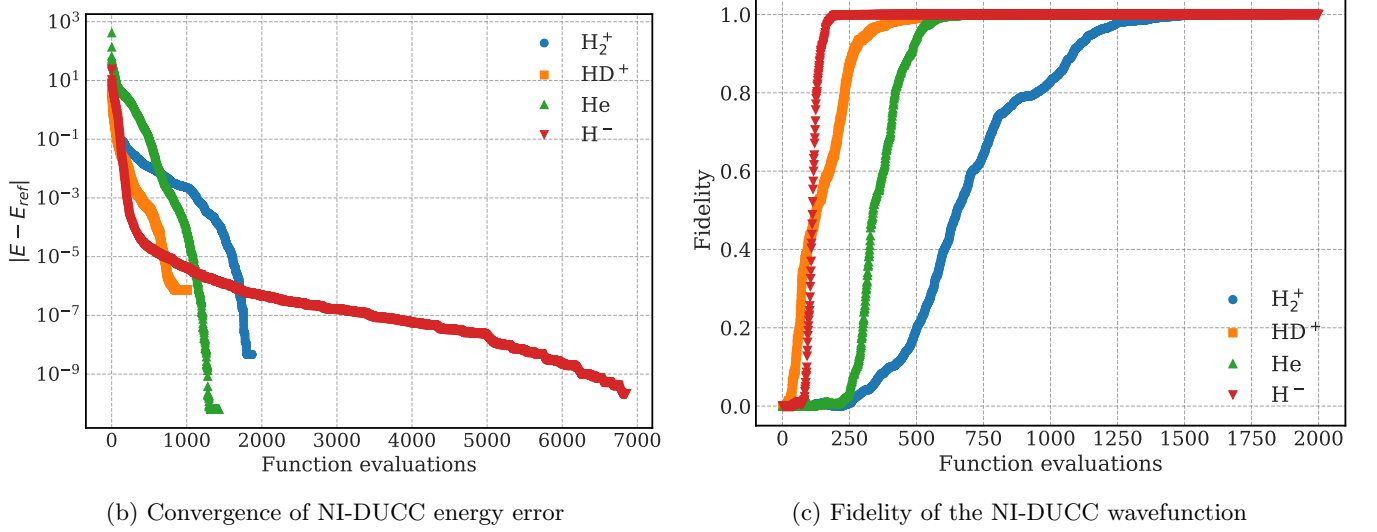 10³
10¹
10⁻¹
10⁻³
10⁻⁵
10⁻⁷
10⁻⁹
|E − E_ref|
H₂⁺
HD⁺
He
H⁻
0 1000 2000 3000 4000 5000 6000 7000
Function evaluations
(b) Convergence of NI-DUCC energy error
1.0
0.8
0.6
0.4
0.2
0.0
Fidelity
H₂⁺
HD⁺
He
H⁻
0 250 500 750 1000 1250 1500 1750 2000
Function evaluations
(c) Fidelity of the NI-DUCC wavefunction